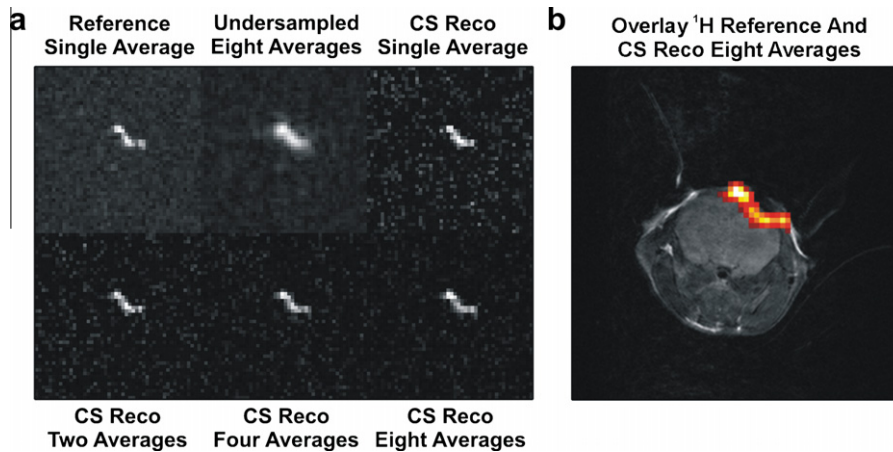 a
Reference
Single Average
Undersampled
Eight Averages
CS Reco
Single Average
CS Reco
Two Averages
CS Reco
Four Averages
CS Reco
Eight Averages
b
Overlay ¹H Reference And
CS Reco Eight Averages